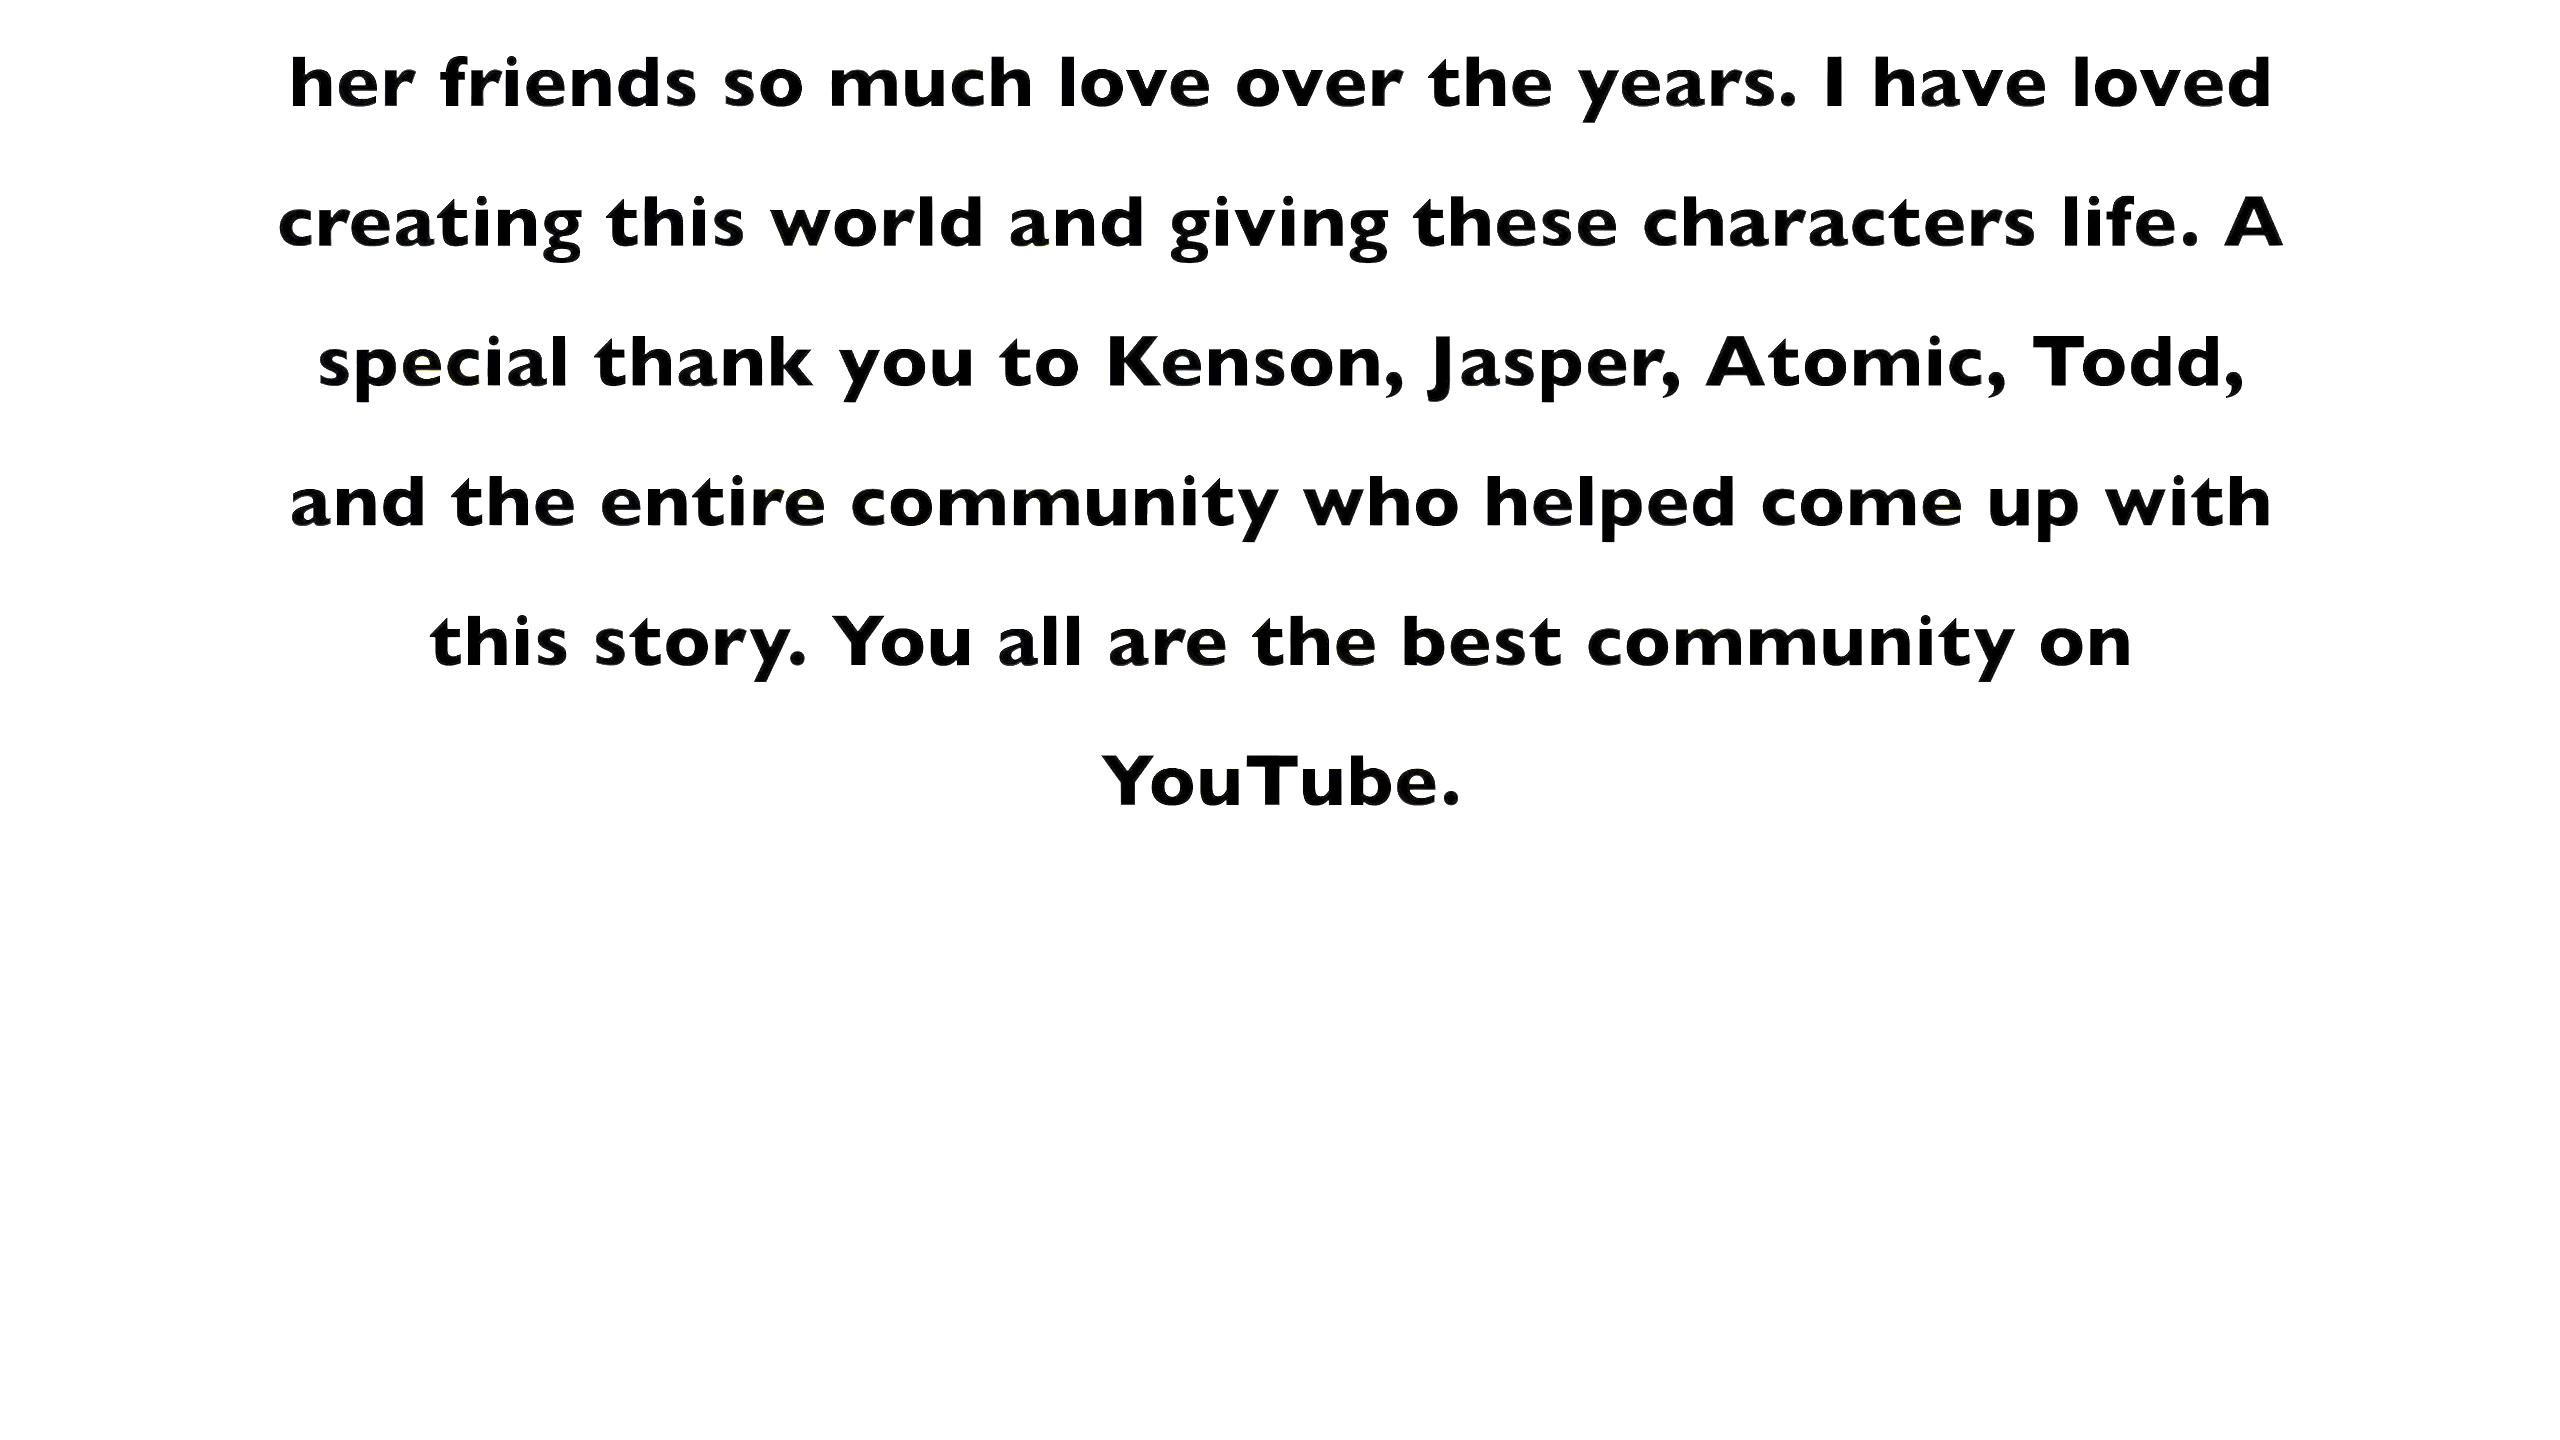 her friends so much love over the years. I have loved
creating this world and giving these characters life. A
special thank you to Kenson, Jasper, Atomic, Todd,
and the entire community who helped come up with
this story. You all are the best community on
YouTube.